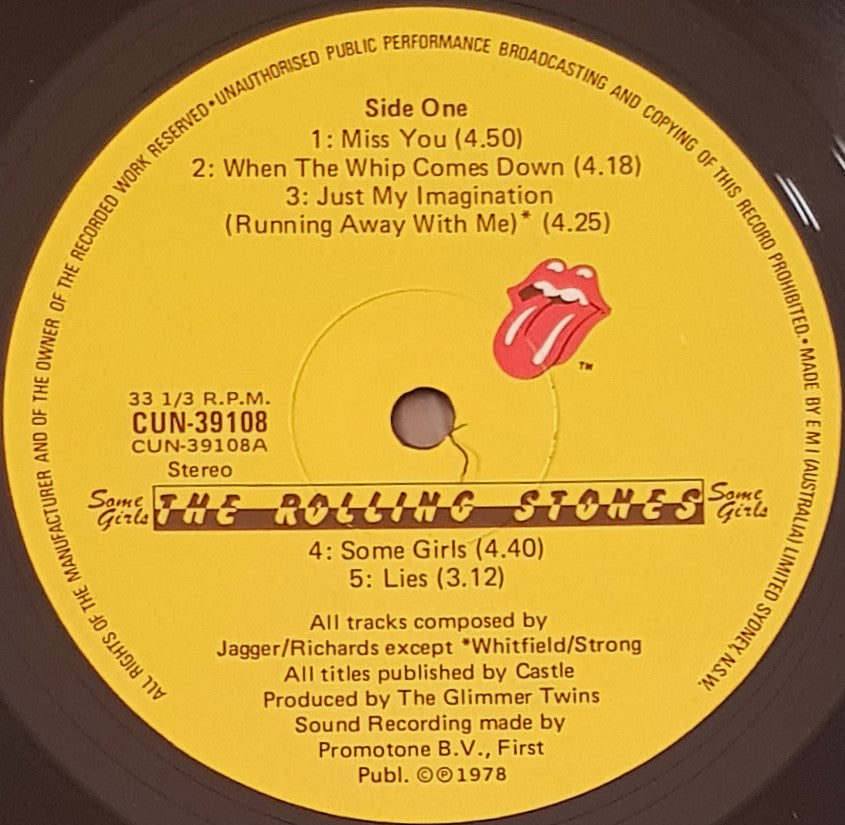 ALL RIGHTS OF THE MANUFACTURER AND OF THE OWNER OF THE RECORDED WORK RESERVED • UNAUTHORISED PUBLIC PERFORMANCE BROADCASTING AND COPYING OF THIS RECORD PROHIBITED. • MADE BY E M I (AUSTRALIA) LIMITED SYDNEY, N.S.W.
Side One
1: Miss You (4.50)
2: When The Whip Comes Down (4.18)
3: Just My Imagination
(Running Away With Me)* (4.25)
TM
33 1/3 R.P.M.
CUN-39108
CUN-39108A
Stereo
Some Girls THE ROLLING STONES Some Girls
4: Some Girls (4.40)
5: Lies (3.12)
All tracks composed by
Jagger/Richards except *Whitfield/Strong
All titles published by Castle
Produced by The Glimmer Twins
Sound Recording made by
Promotone B.V., First
Publ. ©℗1978